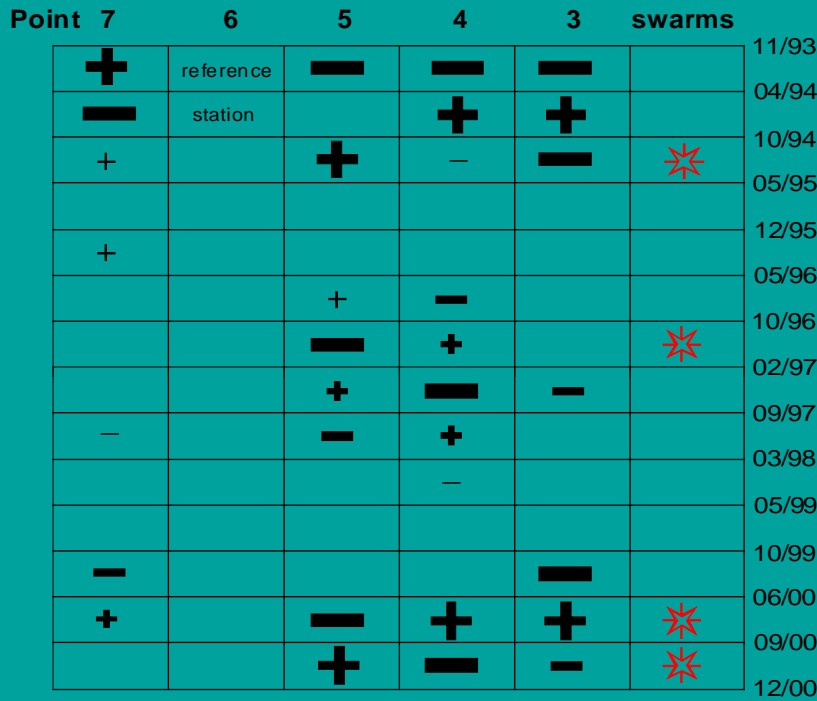 Point 7 6 5 4 3 swarms
11/93
+ reference − − −
04/94
− station + +
10/94
+ + − −
05/95
12/95
+
05/96
+ −
10/96
− +
02/97
+ − −
09/97
− − +
03/98
−
05/99
10/99
− −
06/00
+ − + +
09/00
+ − −
12/00